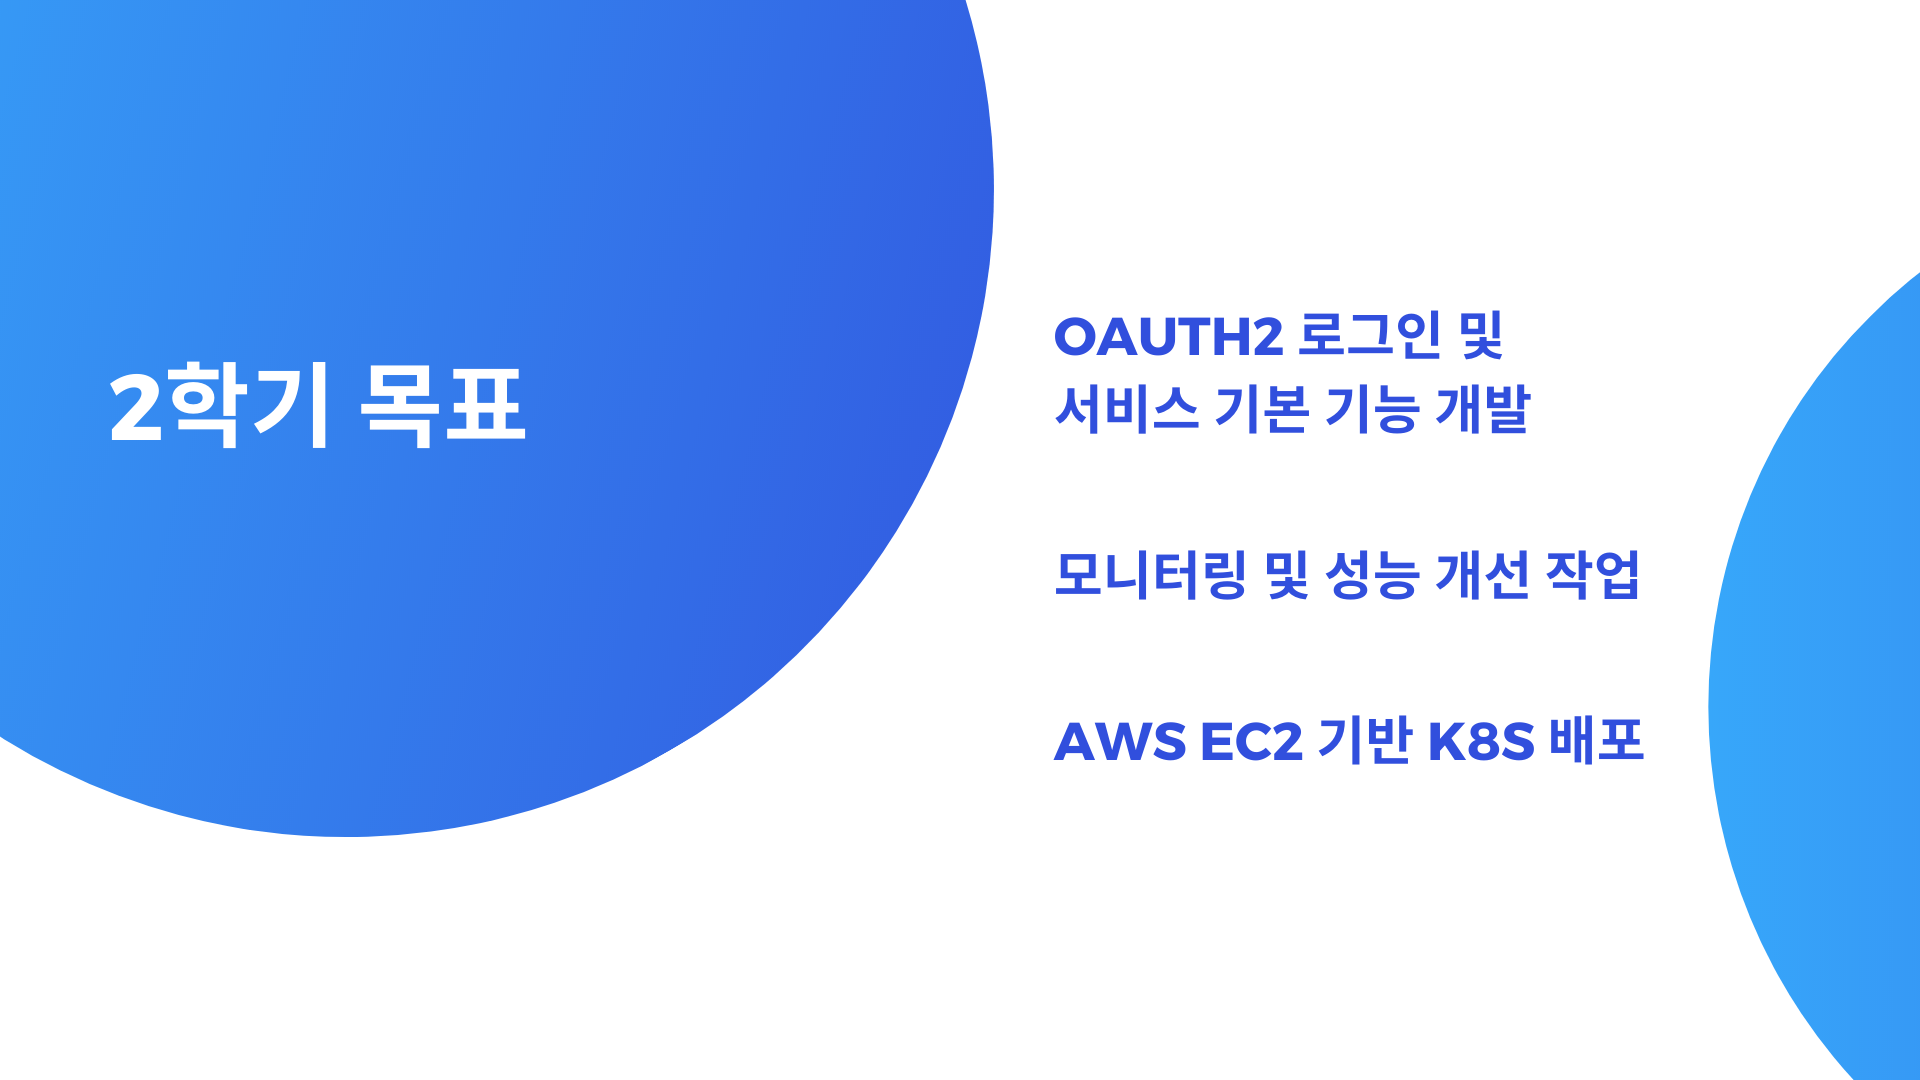 2학기 목표
OAUTH2 로그인 및
서비스 기본 기능 개발
모니터링 및 성능 개선 작업
AWS EC2 기반 K8S 배포